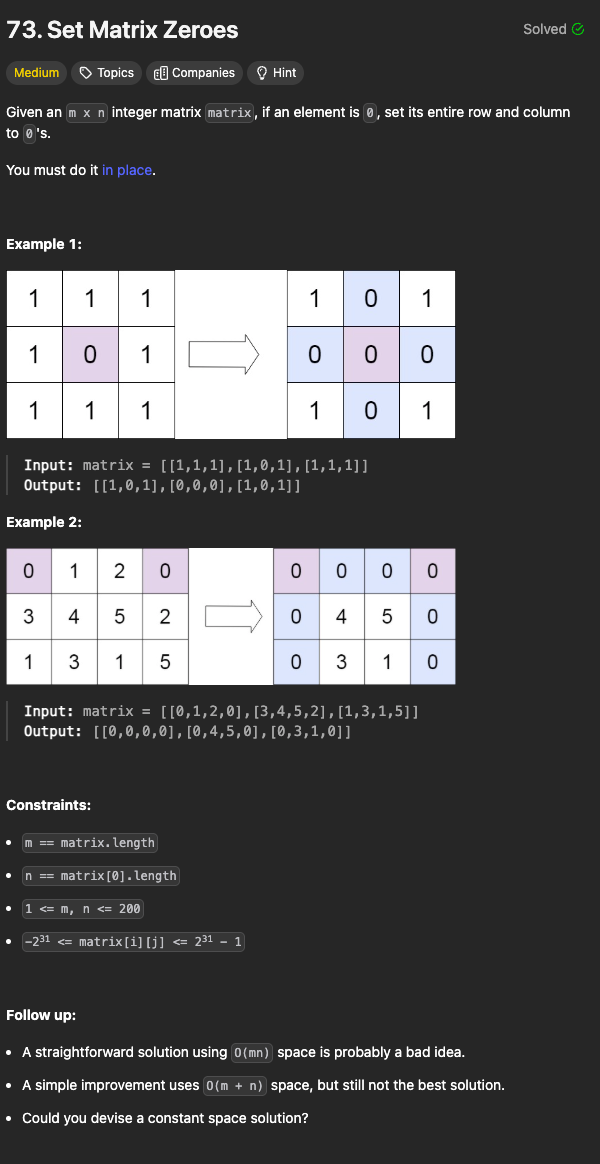 73. Set Matrix Zeroes
Solved
Medium Topics Companies Hint
Given an m x n integer matrix matrix, if an element is 0, set its entire row and column
to 0's.
You must do it in place.
Example 1:
1 1 1 1 0 1
1 0 1 0 0 0
1 1 1 1 0 1
Input: matrix = [[1,1,1],[1,0,1],[1,1,1]]
Output: [[1,0,1],[0,0,0],[1,0,1]]
Example 2:
0 1 2 0 0 0 0 0
3 4 5 2 0 4 5 0
1 3 1 5 0 3 1 0
Input: matrix = [[0,1,2,0],[3,4,5,2],[1,3,1,5]]
Output: [[0,0,0,0],[0,4,5,0],[0,3,1,0]]
Constraints:
• m == matrix.length
• n == matrix[0].length
• 1 <= m, n <= 200
• -2³¹ <= matrix[i][j] <= 2³¹ - 1
Follow up:
• A straightforward solution using O(mn) space is probably a bad idea.
• A simple improvement uses O(m + n) space, but still not the best solution.
• Could you devise a constant space solution?